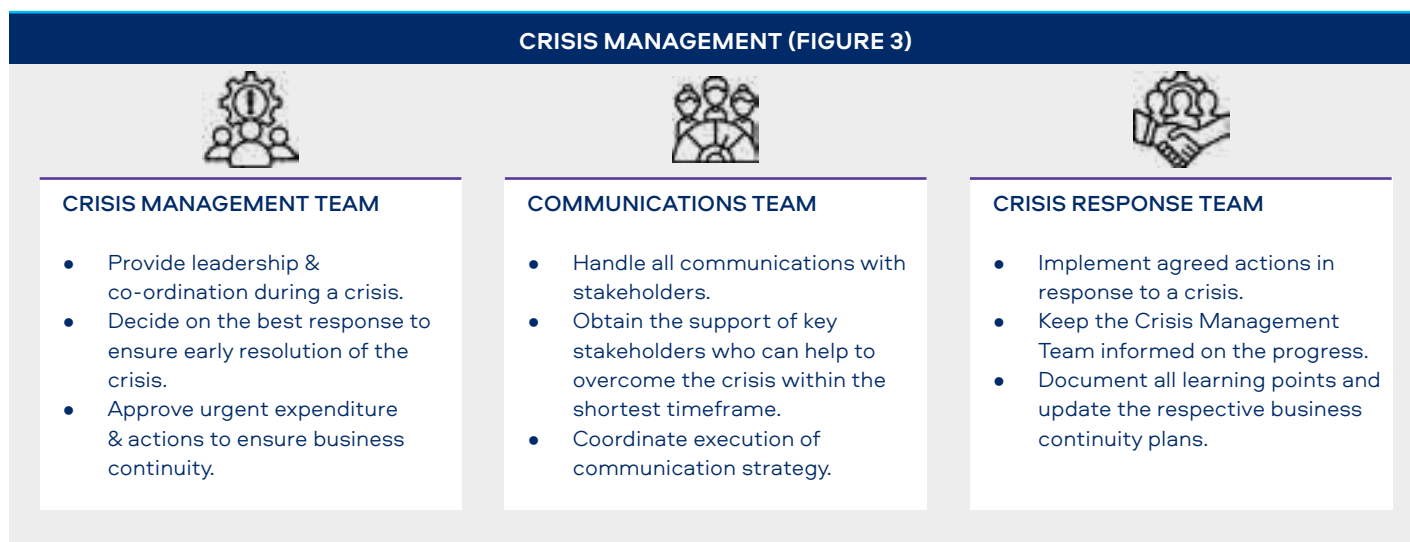 CRISIS MANAGEMENT (FIGURE 3)
CRISIS MANAGEMENT TEAM
● Provide leadership &
co-ordination during a crisis.
● Decide on the best response to
ensure early resolution of the
crisis.
● Approve urgent expenditure
& actions to ensure business
continuity.
COMMUNICATIONS TEAM
● Handle all communications with
stakeholders.
● Obtain the support of key
stakeholders who can help to
overcome the crisis within the
shortest timeframe.
● Coordinate execution of
communication strategy.
CRISIS RESPONSE TEAM
● Implement agreed actions in
response to a crisis.
● Keep the Crisis Management
Team informed on the progress.
● Document all learning points and
update the respective business
continuity plans.